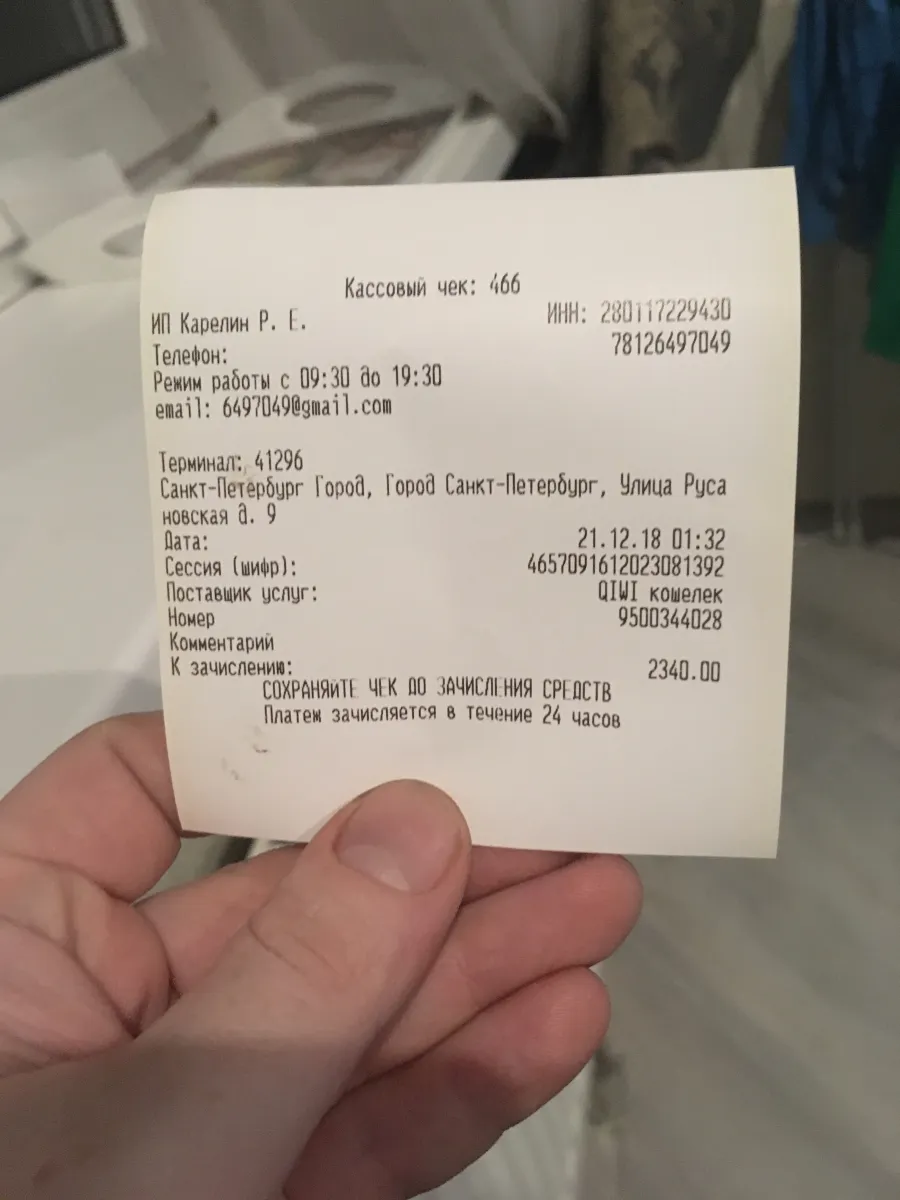 Кассовый чек: 466
ИП Карелин Р. Е. ИНН: 280117229430
Телефон: 78126497049
Режим работы с 09:30 до 19:30
email: 6497049@gmail.com
Терминал: 41296
Санкт-Петербург Город, Город Санкт-Петербург, Улица Руса
новская д. 9
Дата: 21.12.18 01:32
Сессия (шифр): 4657091612023081392
Поставщик услуг: QIWI кошелек
Номер 9500344028
Комментарий
К зачислению: 2340.00
СОХРАНЯйТЕ ЧЕК ДО ЗАЧИСЛЕНИЯ СРЕДСТВ
Платеж зачисляется в течение 24 часов